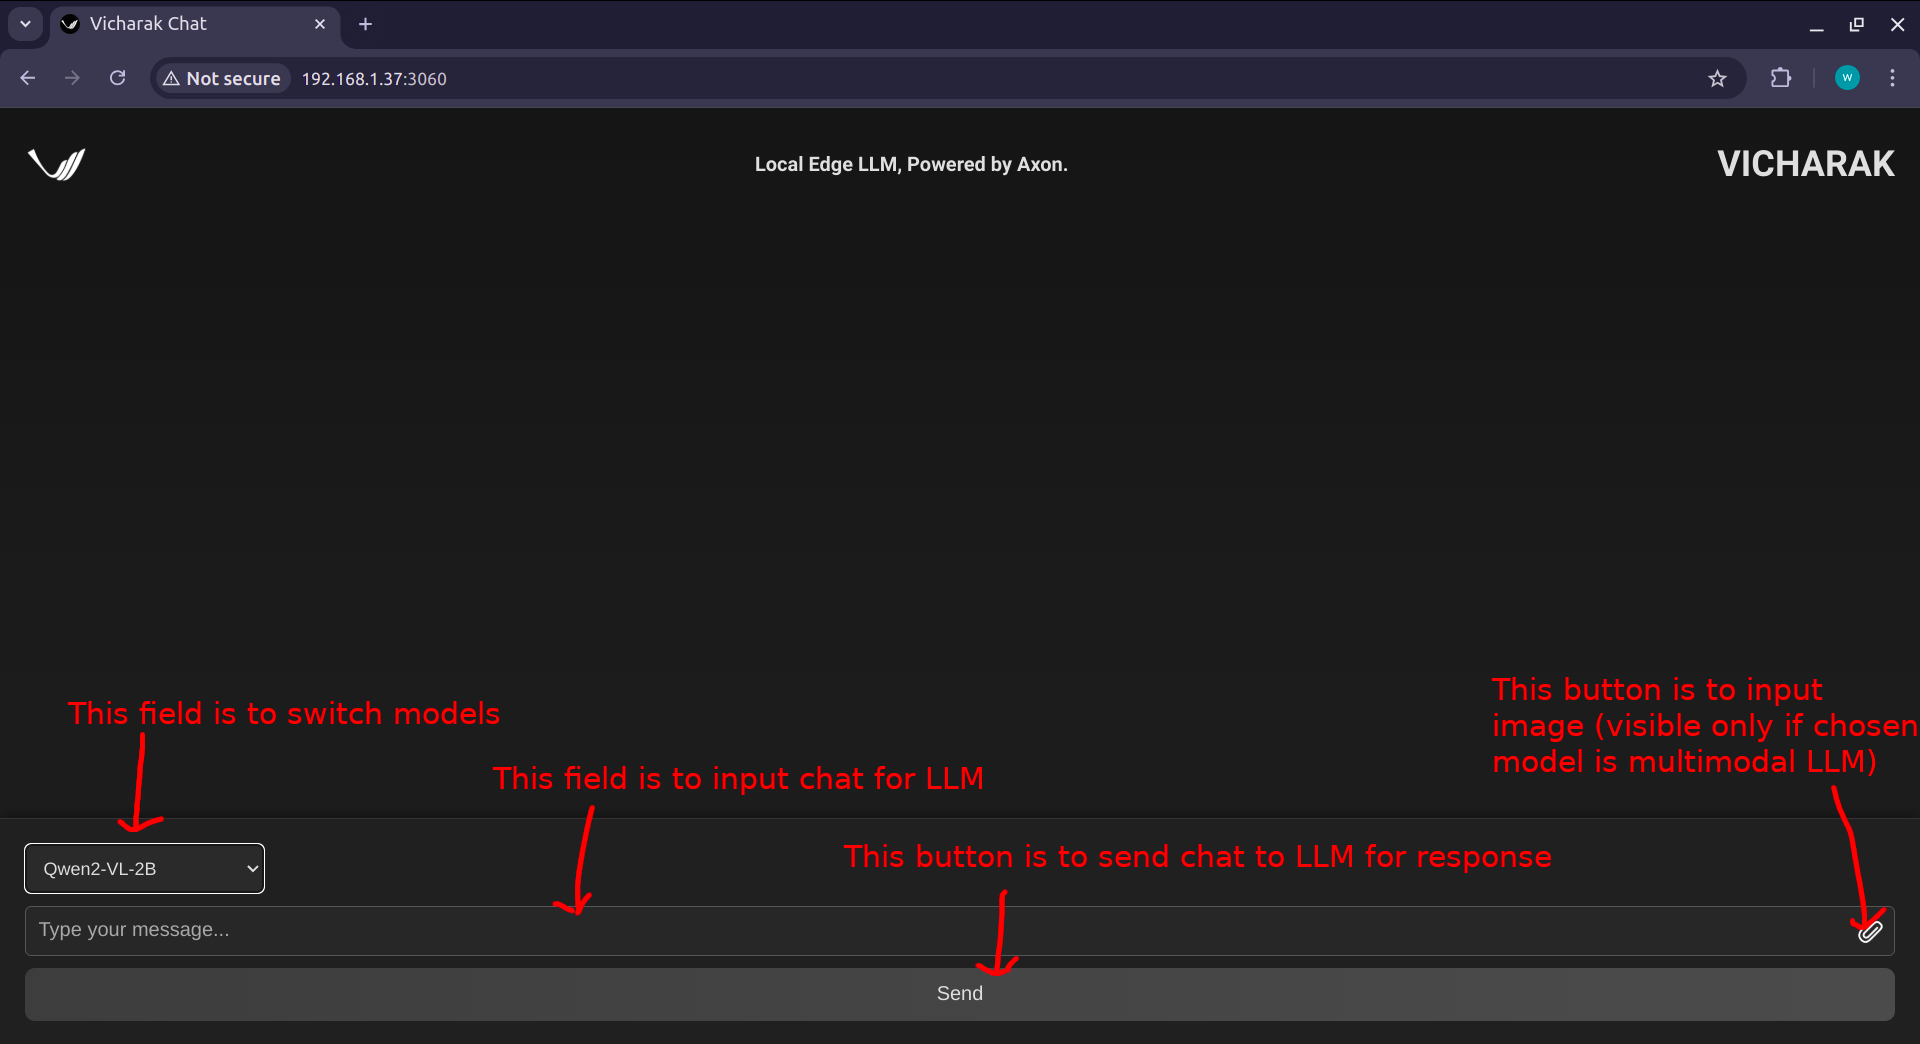 Vicharak Chat
Not secure 192.168.1.37:3060
W
Local Edge LLM, Powered by Axon.
VICHARAK
This field is to switch models
This field is to input chat for LLM
This button is to input
image (visible only if chosen
model is multimodal LLM)
This button is to send chat to LLM for response
Qwen2-VL-2B
Type your message...
Send